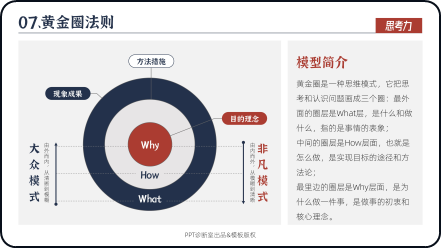 07.黄金圈法则
思考力
方法措施
现象成果
目的理念
Why
How
What
大众模式
由外而内，从清晰到模糊
由内而外，从模糊到清晰
非凡模式
模型简介
黄金圈是一种思维模式，它把思
考和认识问题画成三个圈：最外
面的圈层是What层，是什么和做
什么，指的是事情的表象；
中间的圈层是How层面，也就是
怎么做，是实现目标的途径和方
法论；
最里边的圈层是Why层面，是为
什么做一件事，是做事的初衷和
核心理念。
PPT诊断室出品&模板版权